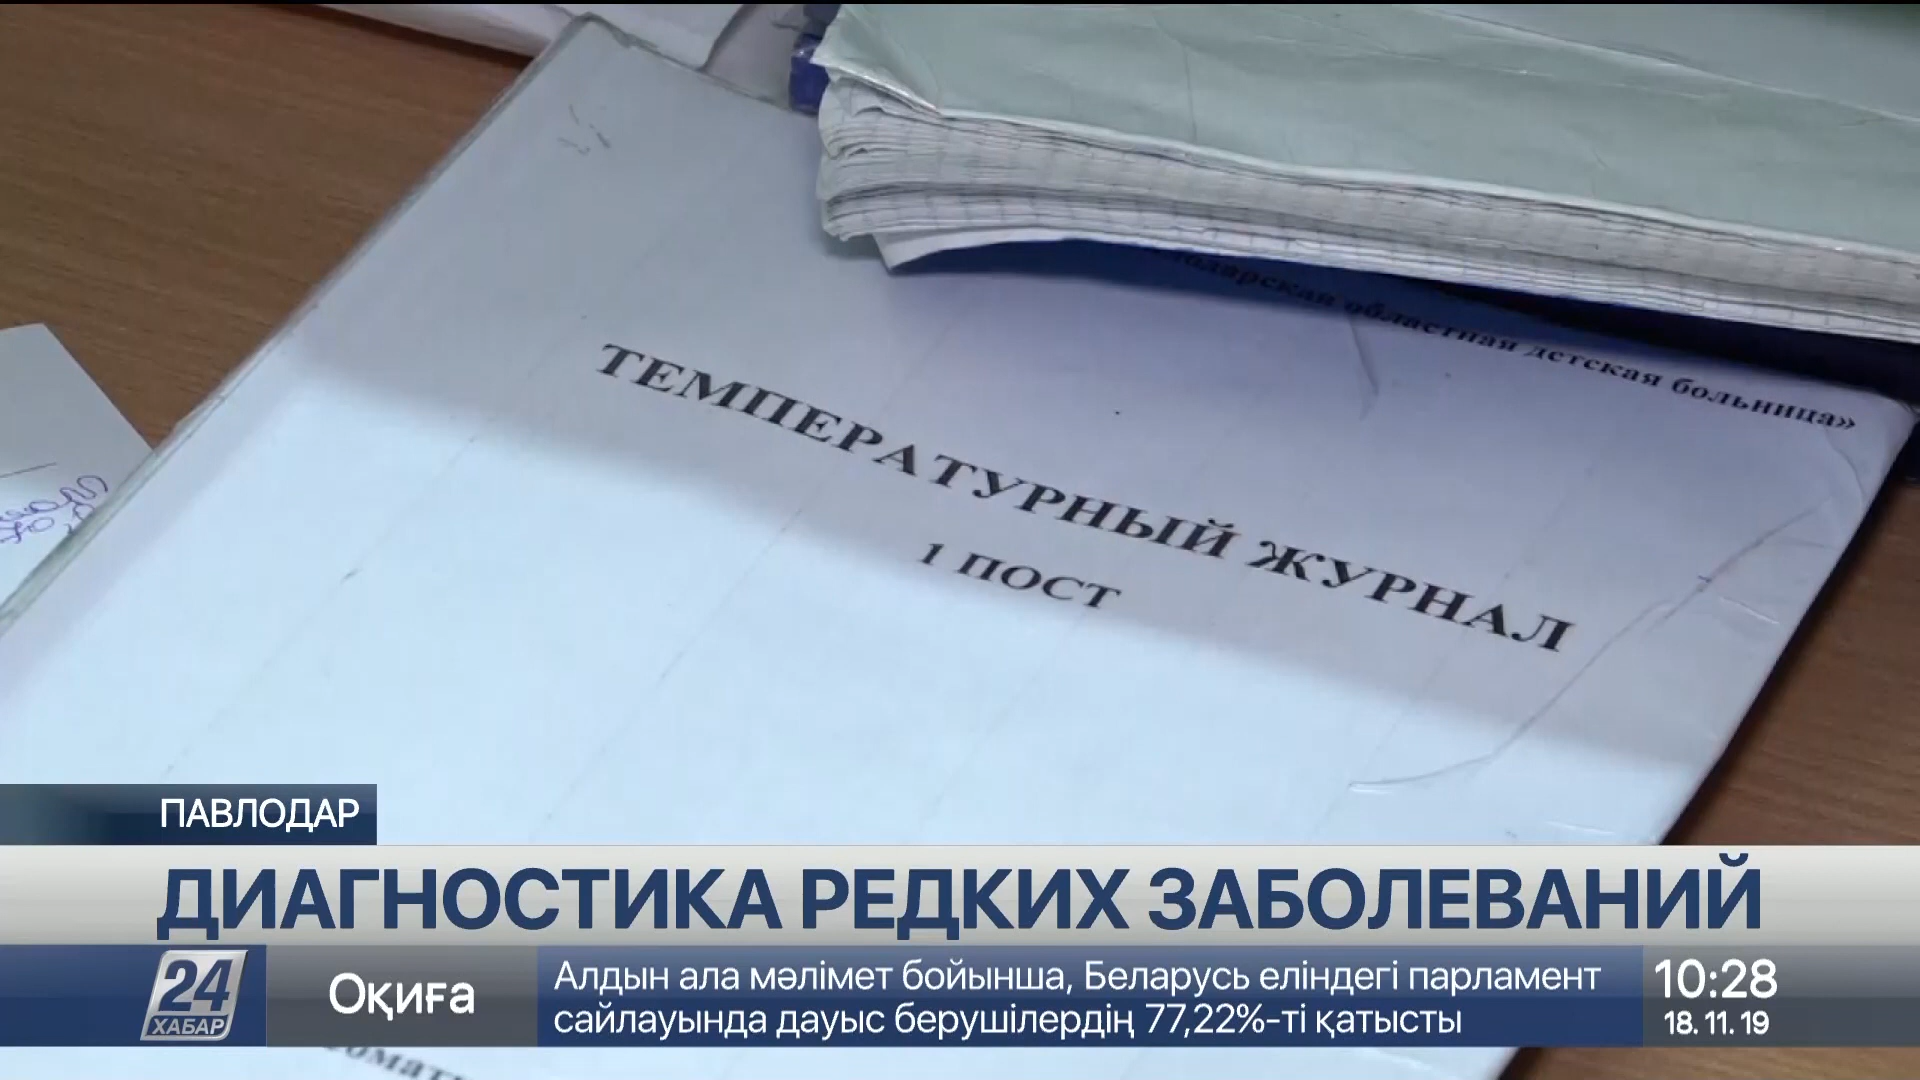 областная детская больница»
ТЕМПЕРАТУРНЫЙ ЖУРНАЛ
1 ПОСТ
ПАВЛОДАР
ДИАГНОСТИКА РЕДКИХ ЗАБОЛЕВАНИЙ
24
ХАБАР
Оқиға
Алдын ала мәлімет бойынша, Беларусь еліндегі парламент
сайлауында дауыс берушілердің 77,22%-ті қатысты
10:28
18. 11. 19